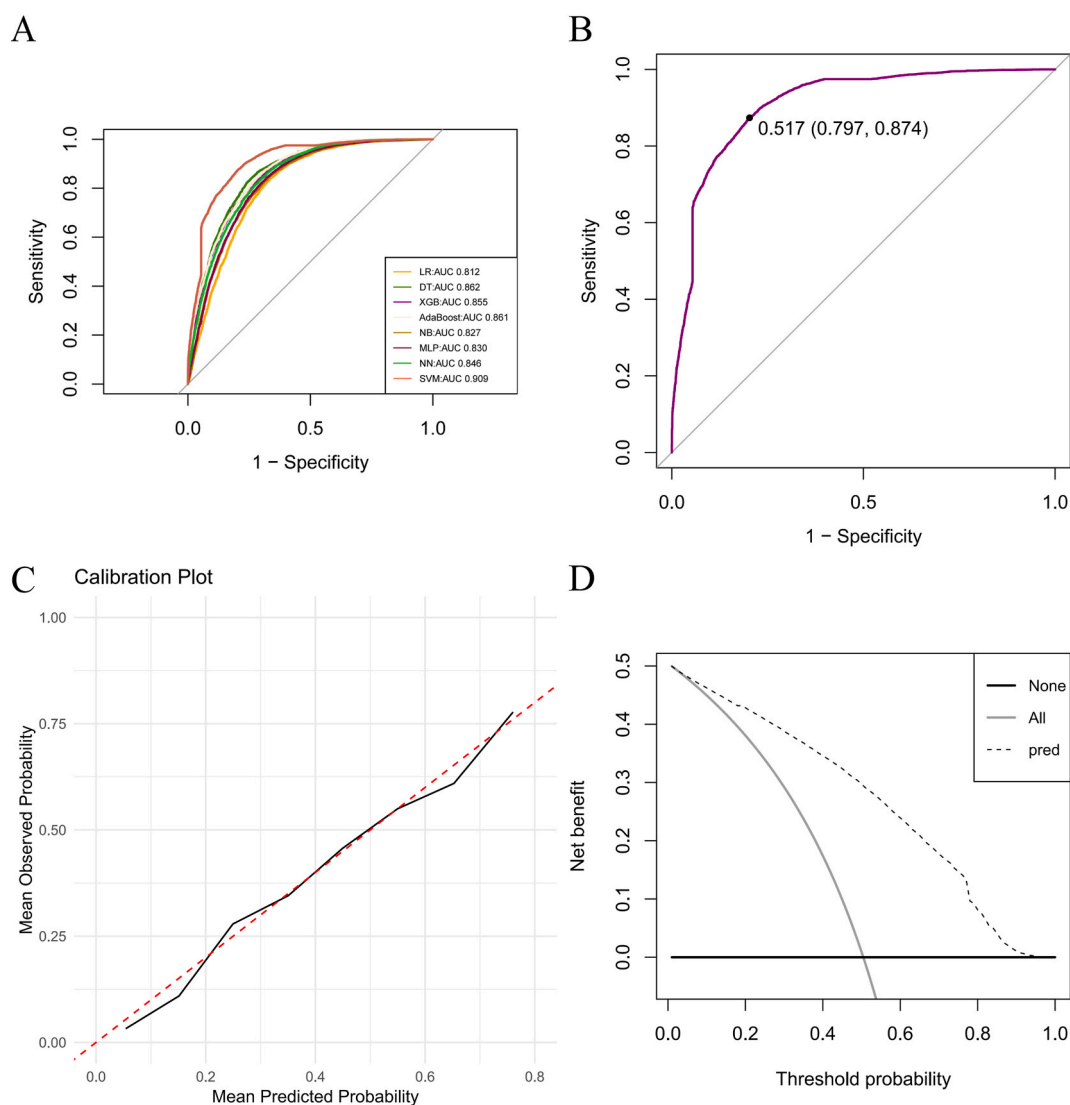 A
1.0
0.8
0.6
0.4
0.2
0.0
Sensitivity
LR:AUC 0.812
DT:AUC 0.862
XGB:AUC 0.855
AdaBoost:AUC 0.861
NB:AUC 0.827
MLP:AUC 0.830
NN:AUC 0.846
SVM:AUC 0.909
0.0 0.5 1.0
1 − Specificity
B
1.0
0.8
0.6
0.4
0.2
0.0
Sensitivity
0.517 (0.797, 0.874)
0.0 0.5 1.0
1 − Specificity
C
Calibration Plot
1.00
0.75
0.50
0.25
0.00
Mean Observed Probability
0.0 0.2 0.4 0.6 0.8
Mean Predicted Probability
D
0.5
0.3
0.1
0.0
Net benefit
None
All
pred
0.0 0.2 0.4 0.6 0.8 1.0
Threshold probability